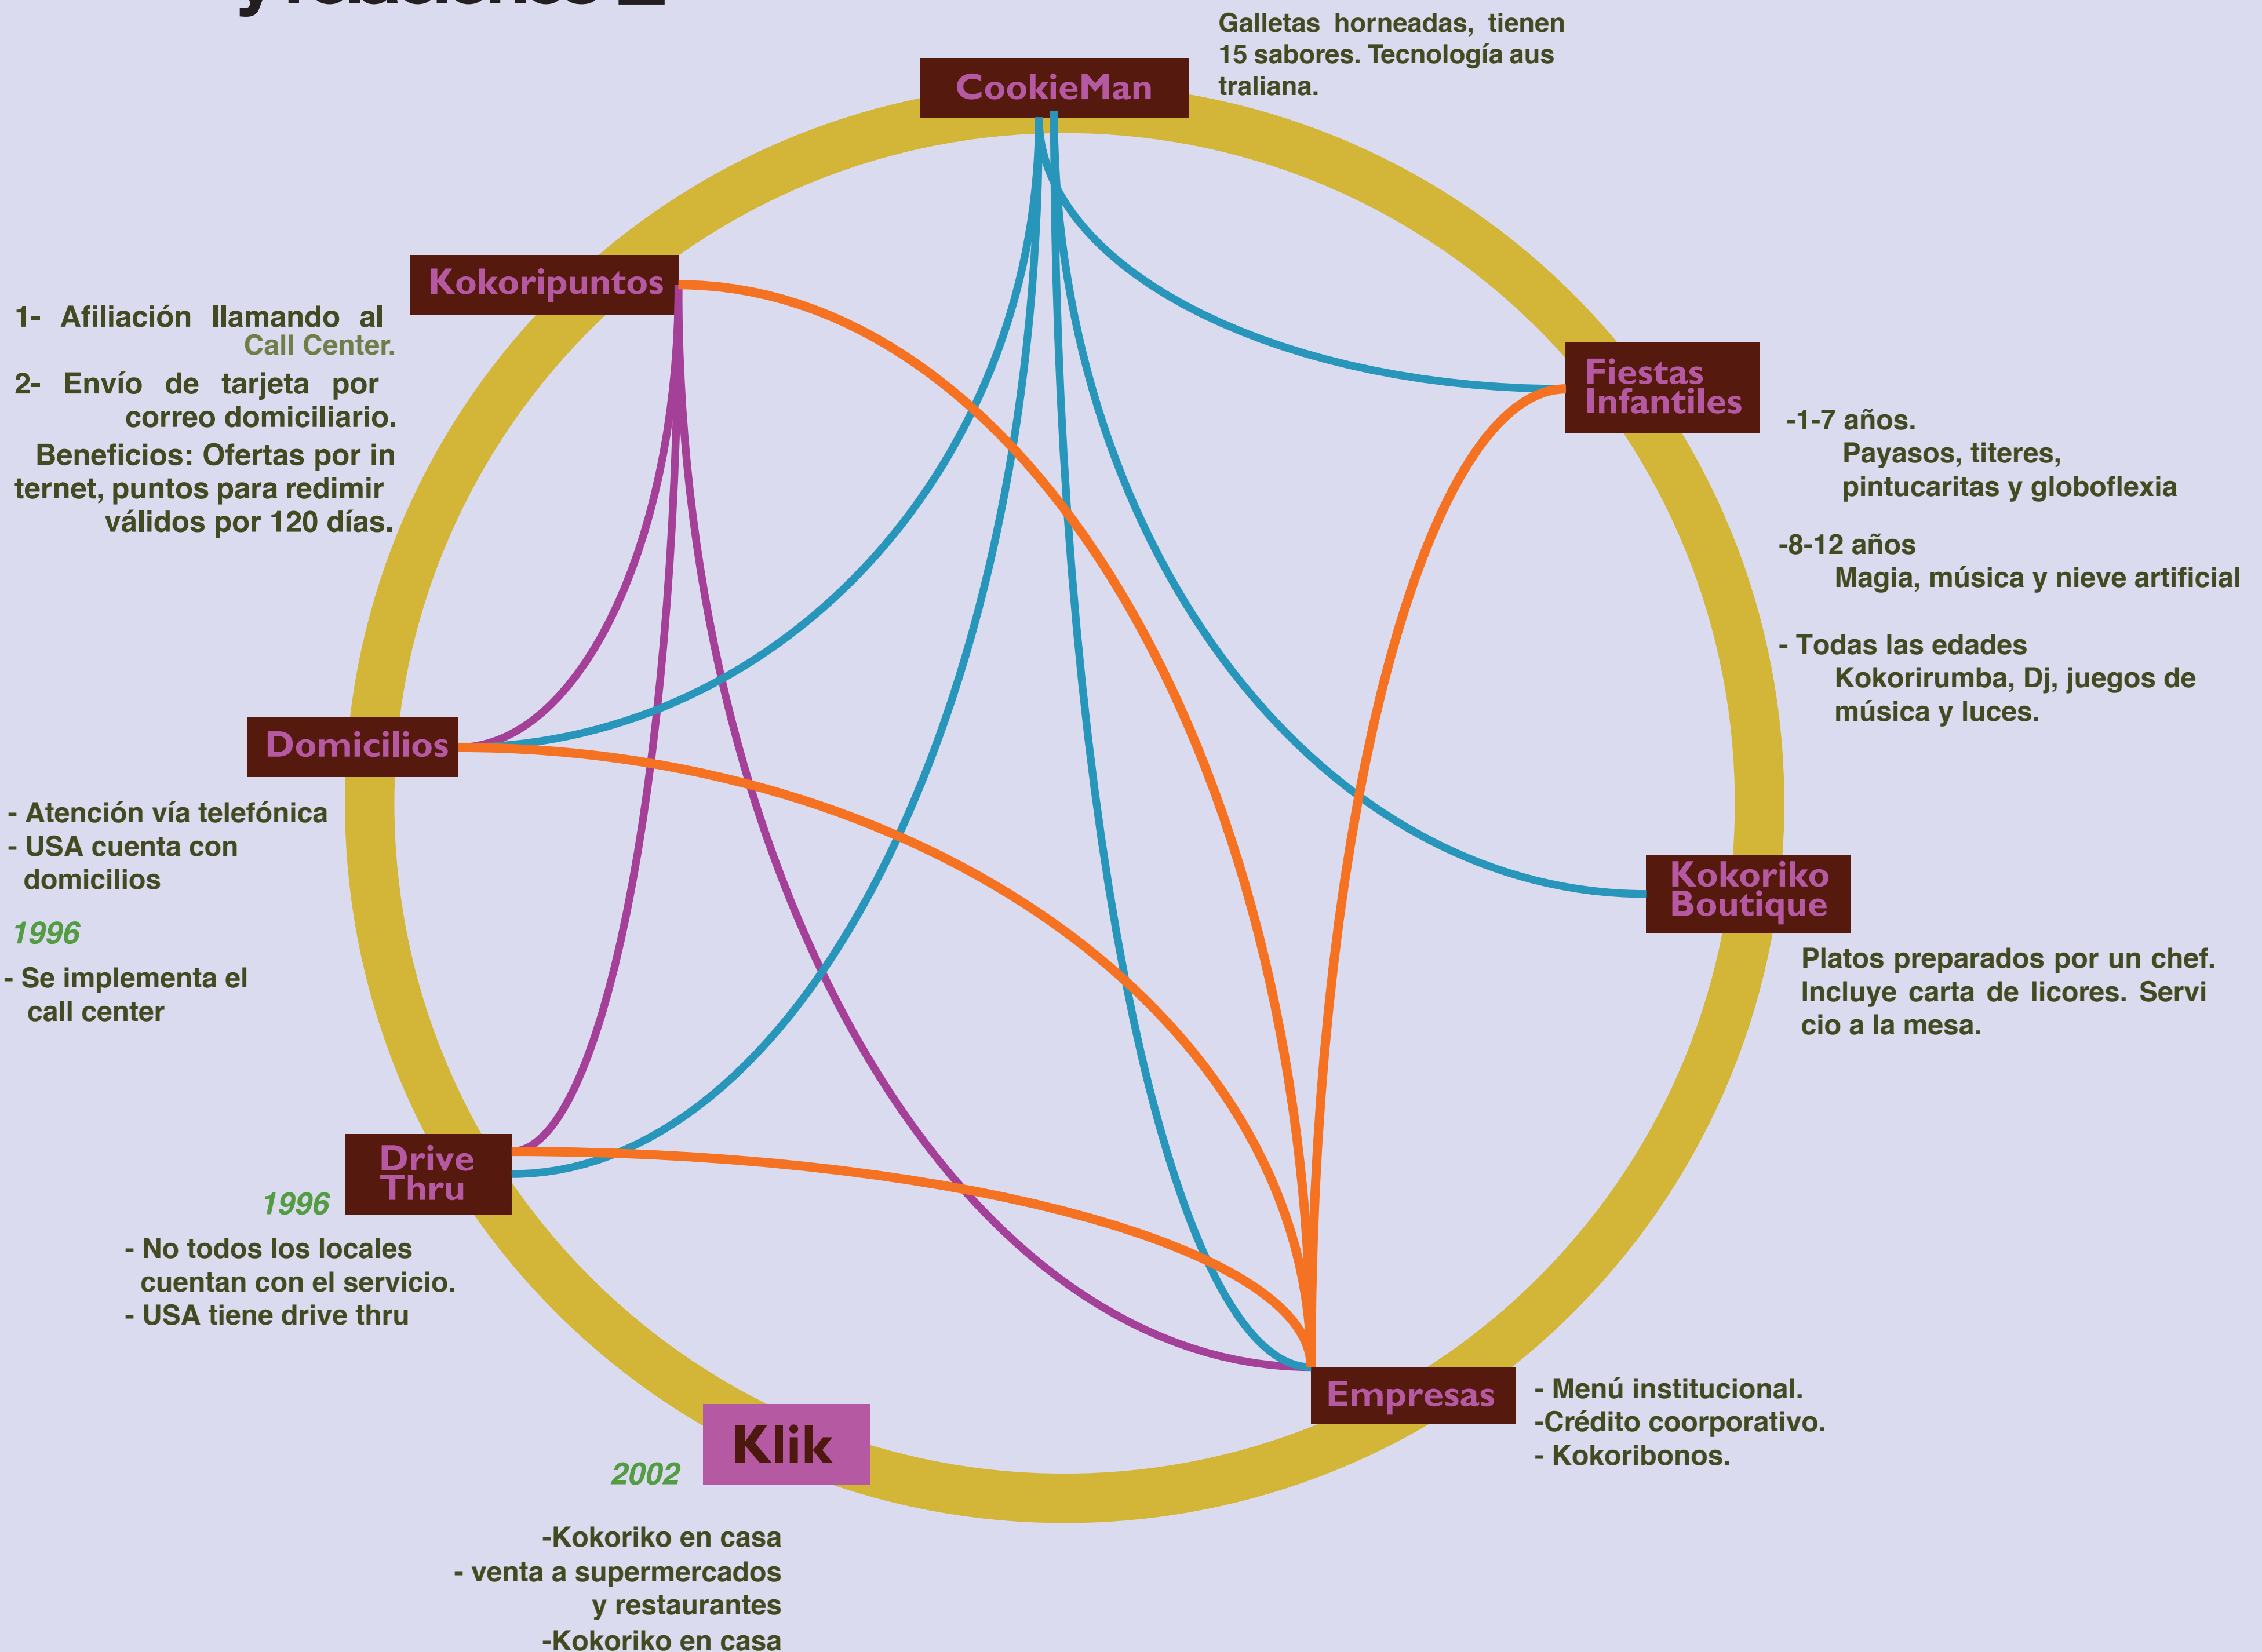 y relaciones 2
Galletas horneadas, tienen
15 sabores. Tecnología aus
traliana.
CookieMan
Kokoripuntos
1- Afiliación llamando al
Call Center.
2- Envío de tarjeta por
correo domiciliario.
Beneficios: Ofertas por in
ternet, puntos para redimir
válidos por 120 días.
Fiestas
Infantiles
-1-7 años.
Payasos, titeres,
pintucaritas y globoflexia
-8-12 años
Magia, música y nieve artificial
- Todas las edades
Kokorirumba, Dj, juegos de
música y luces.
Domicilios
- Atención vía telefónica
- USA cuenta con
domicilios
1996
- Se implementa el
call center
Kokoriko
Boutique
Platos preparados por un chef.
Incluye carta de licores. Servi
cio a la mesa.
Drive
Thru
1996
- No todos los locales
cuentan con el servicio.
- USA tiene drive thru
Empresas
- Menú institucional.
-Crédito coorporativo.
- Kokoribonos.
Klik
2002
-Kokoriko en casa
- venta a supermercados
y restaurantes
-Kokoriko en casa